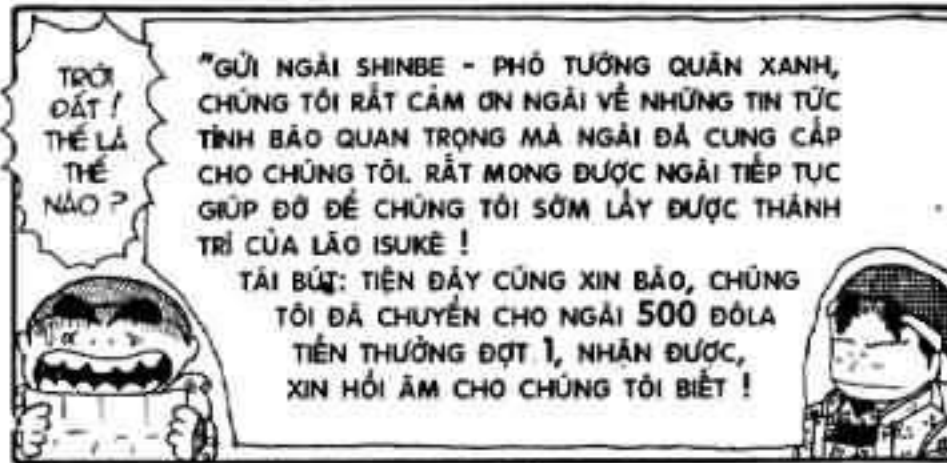 TRỜI
ĐẤT!
THẾ LÀ
THẾ
NÀO?
"GỬI NGÀI SHINBE - PHÓ TƯỚNG QUÂN XANH,
CHÚNG TÔI RẤT CẢM ƠN NGÀI VỀ NHỮNG TIN TỨC
TÌNH BÁO QUAN TRỌNG MÀ NGÀI ĐÃ CUNG CẤP
CHO CHÚNG TÔI. RẤT MONG ĐƯỢC NGÀI TIẾP TỤC
GIÚP ĐỠ ĐỂ CHÚNG TÔI SỚM LẤY ĐƯỢC THÀNH
TRÌ CỦA LÃO ISUKÊ!
TÁI BÚT: TIỆN ĐÂY CŨNG XIN BÁO, CHÚNG
TÔI ĐÃ CHUYỂN CHO NGÀI 500 ĐÔLA
TIỀN THƯỞNG ĐỢT 1, NHẬN ĐƯỢC,
XIN HỒI ÂM CHO CHÚNG TÔI BIẾT!